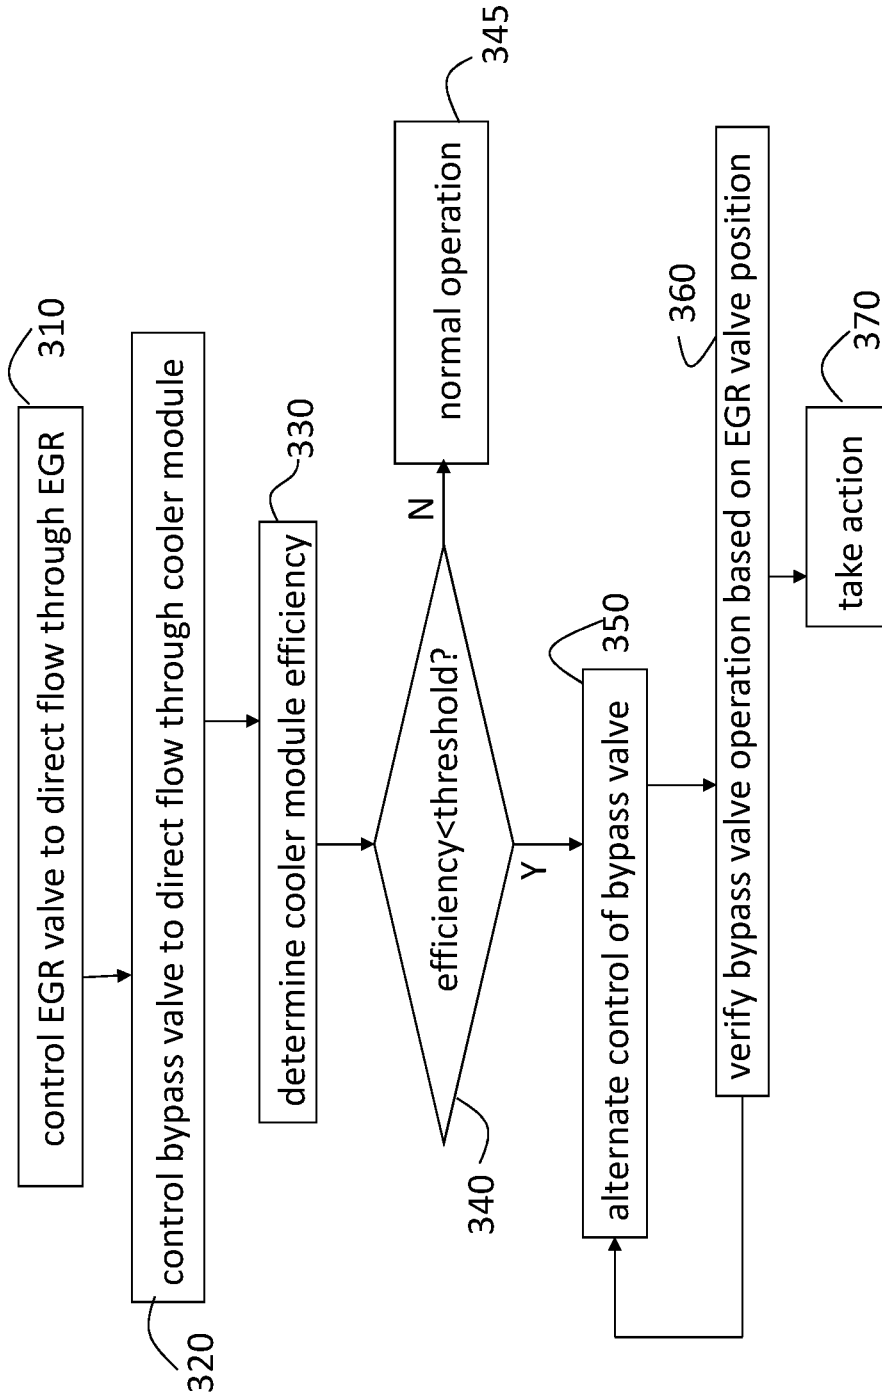 310
control EGR valve to direct flow through EGR
320
control bypass valve to direct flow through cooler module
330
determine cooler module efficiency
340
efficiency<threshold?
N
345
normal operation
Y
350
alternate control of bypass valve
360
verify bypass valve operation based on EGR valve position
370
take action